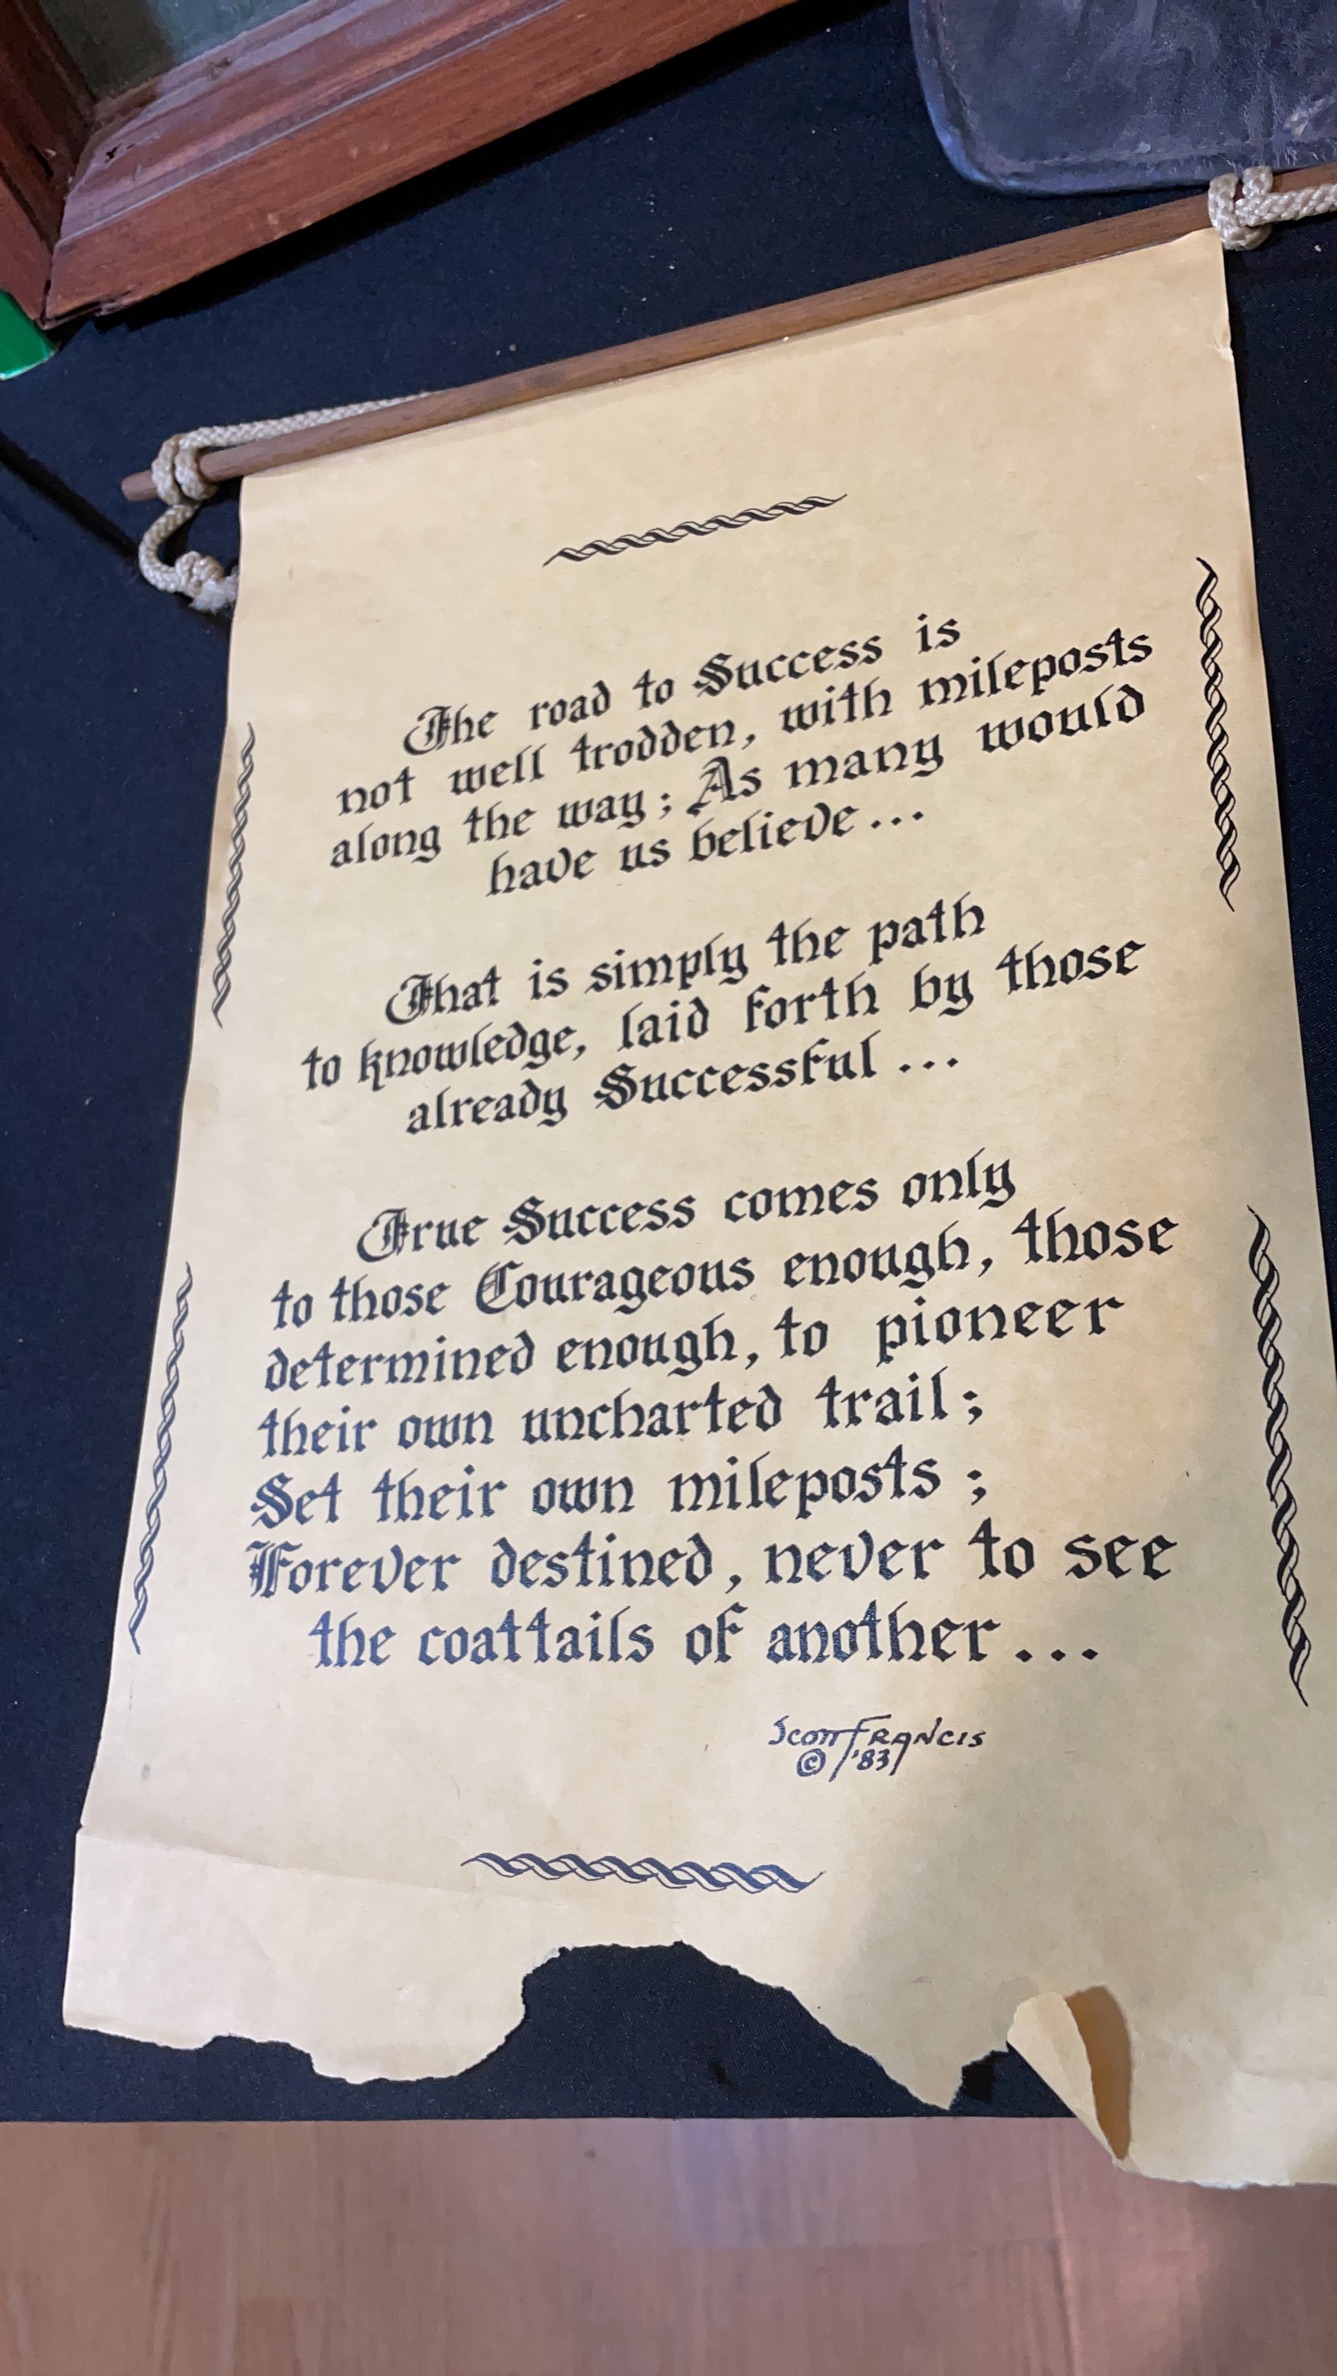 The road to Success is
not well trodden, with mileposts
along the way; As many would
have us believe...
That is simply the path
to knowledge, laid forth by those
already Successful...
True Success comes only
to those Courageous enough, those
determined enough, to pioneer
their own uncharted trail;
Set their own mileposts;
Forever destined, never to see
the coattails of another...
Scott Francis
© '83